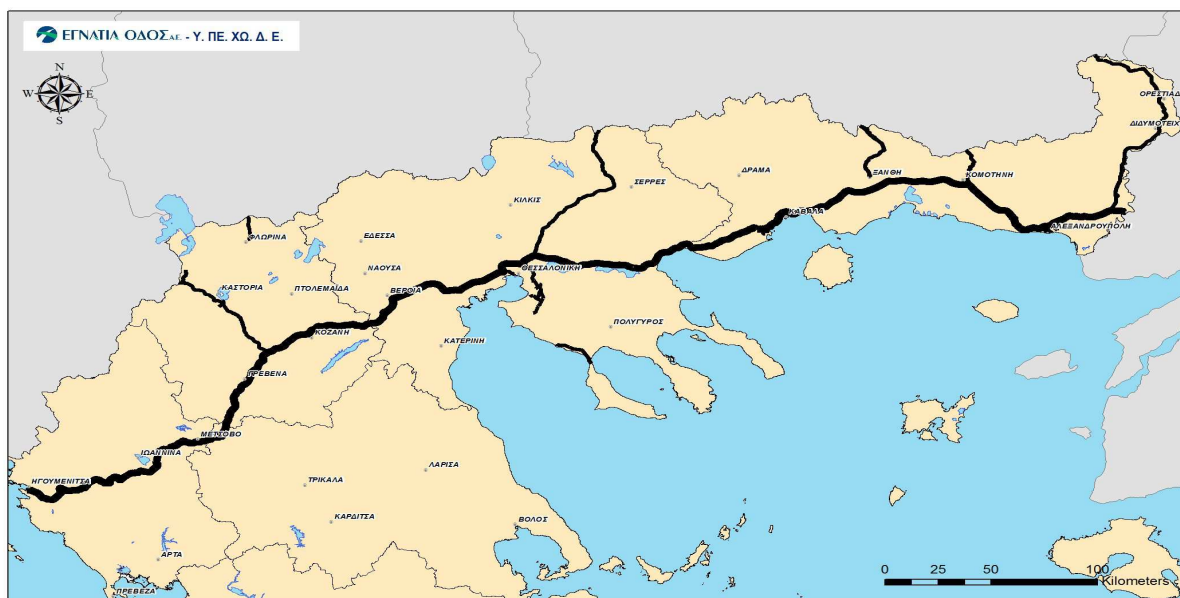 ΕΓΝΑΤΙΑ ΟΔΟΣ Α.Ε. - Υ. ΠΕ. ΧΩ. Δ. Ε.
N
W E
S
ΟΡΕΣΤΙΑΔ
ΔΙΔΥΜΟΤΕΙΧ
ΔΡΑΜΑ
ΞΑΝΘΗ
ΚΟΜΟΤΗΝΗ
ΣΕΡΡΕΣ
ΚΙΛΚΙΣ
ΚΑΒΑΛΑ
ΑΛΕΞΑΝΔΡΟΥΠΟΛΗ
ΦΛΩΡΙΝΑ
ΕΔΕΣΣΑ
ΝΑΟΥΣΑ
ΘΕΣΣΑΛΟΝΙΚΗ
ΚΑΣΤΟΡΙΑ
ΠΤΟΛΕΜΑΪΔΑ
ΒΕΡΟΙΑ
ΠΟΛΥΓΥΡΟΣ
ΚΟΖΑΝΗ
ΚΑΤΕΡΙΝΗ
ΓΡΕΒΕΝΑ
ΜΕΤΣΟΒΟ
ΙΩΑΝΝΙΝΑ
ΛΑΡΙΣΑ
ΗΓΟΥΜΕΝΙΤΣΑ
ΤΡΙΚΑΛΑ
ΚΑΡΔΙΤΣΑ
ΒΟΛΟΣ
ΑΡΤΑ
ΠΡΕΒΕΖΑ
0 25 50 100
Kilometers